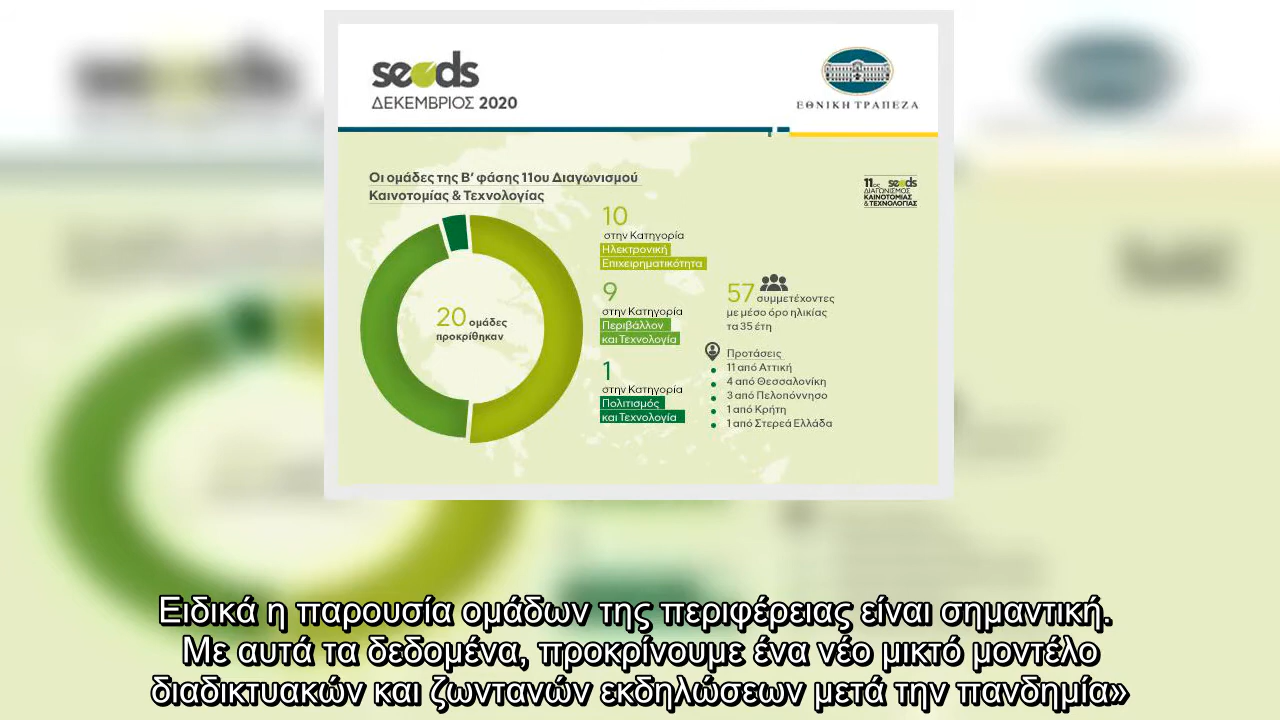 seeds
ΔΕΚΕΜΒΡΙΟΣ 2020
ΕΘΝΙΚΗ ΤΡΑΠΕΖΑ
Οι ομάδες της Β' φάσης 11ου Διαγωνισμού
Καινοτομίας & Τεχνολογίας
11ος seeds
ΔΙΑΓΩΝΙΣΜΟΣ
ΚΑΙΝΟΤΟΜΙΑΣ
& ΤΕΧΝΟΛΟΓΙΑΣ
20 ομάδες
προκρίθηκαν
10
στην Κατηγορία
Ηλεκτρονική
Επιχειρηματικότητα
9
στην Κατηγορία
Περιβάλλον
και Τεχνολογία
1
στην Κατηγορία
Πολιτισμός
και Τεχνολογία
57 συμμετέχοντες
με μέσο όρο ηλικίας
τα 35 έτη
Προτάσεις
11 από Αττική
4 από Θεσσαλονίκη
3 από Πελοπόννησο
1 από Κρήτη
1 από Στερεά Ελλάδα
Ειδικά η παρουσία ομάδων της περιφέρειας είναι σημαντική.
Με αυτά τα δεδομένα, προκρίνουμε ένα νέο μικτό μοντέλο
διαδικτυακών και ζωντανών εκδηλώσεων μετά την πανδημία»